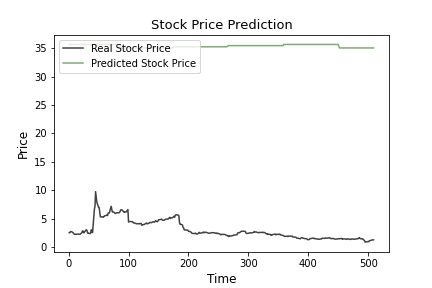 Stock Price Prediction
Real Stock Price
Predicted Stock Price
Price
35
30
25
20
15
10
5
0
0 100 200 300 400 500
Time